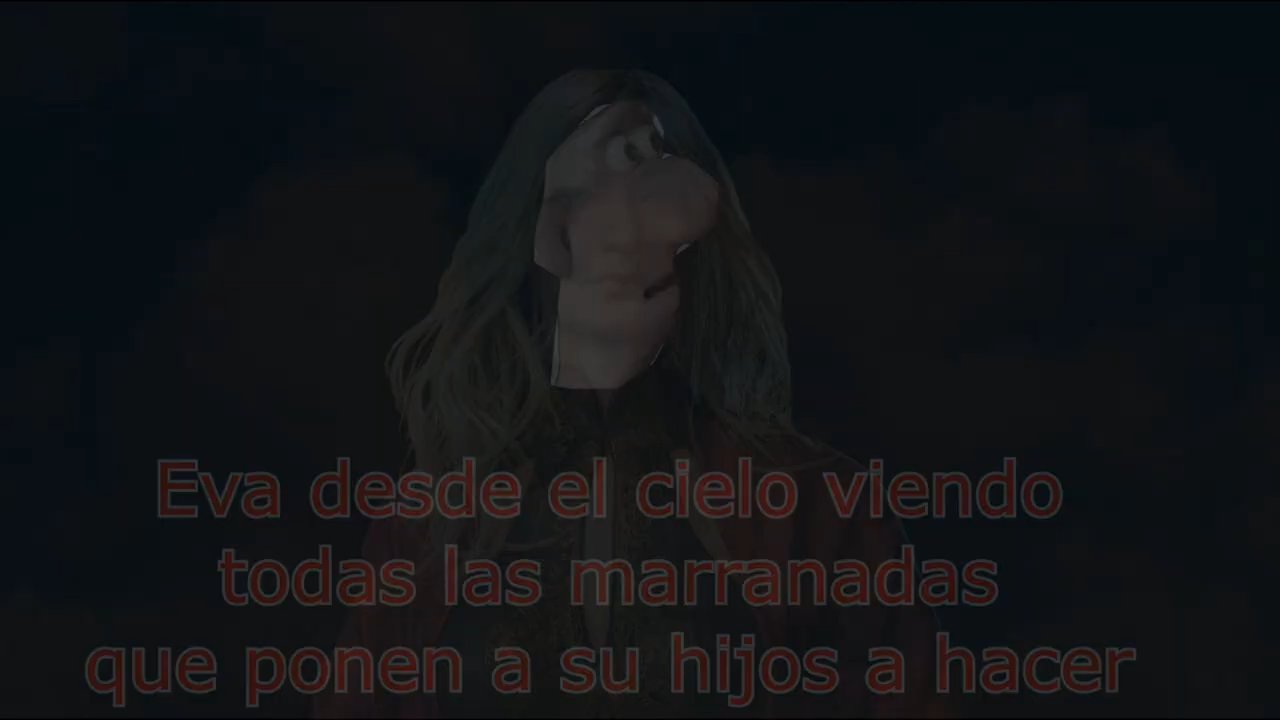 Eva desde el cielo viendo
todas las marranadas
que ponen a su hijos a hacer